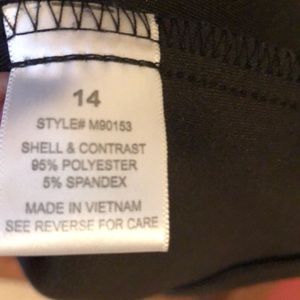 14
STYLE# M90153
SHELL & CONTRAST
95% POLYESTER
5% SPANDEX
MADE IN VIETNAM
SEE REVERSE FOR CARE